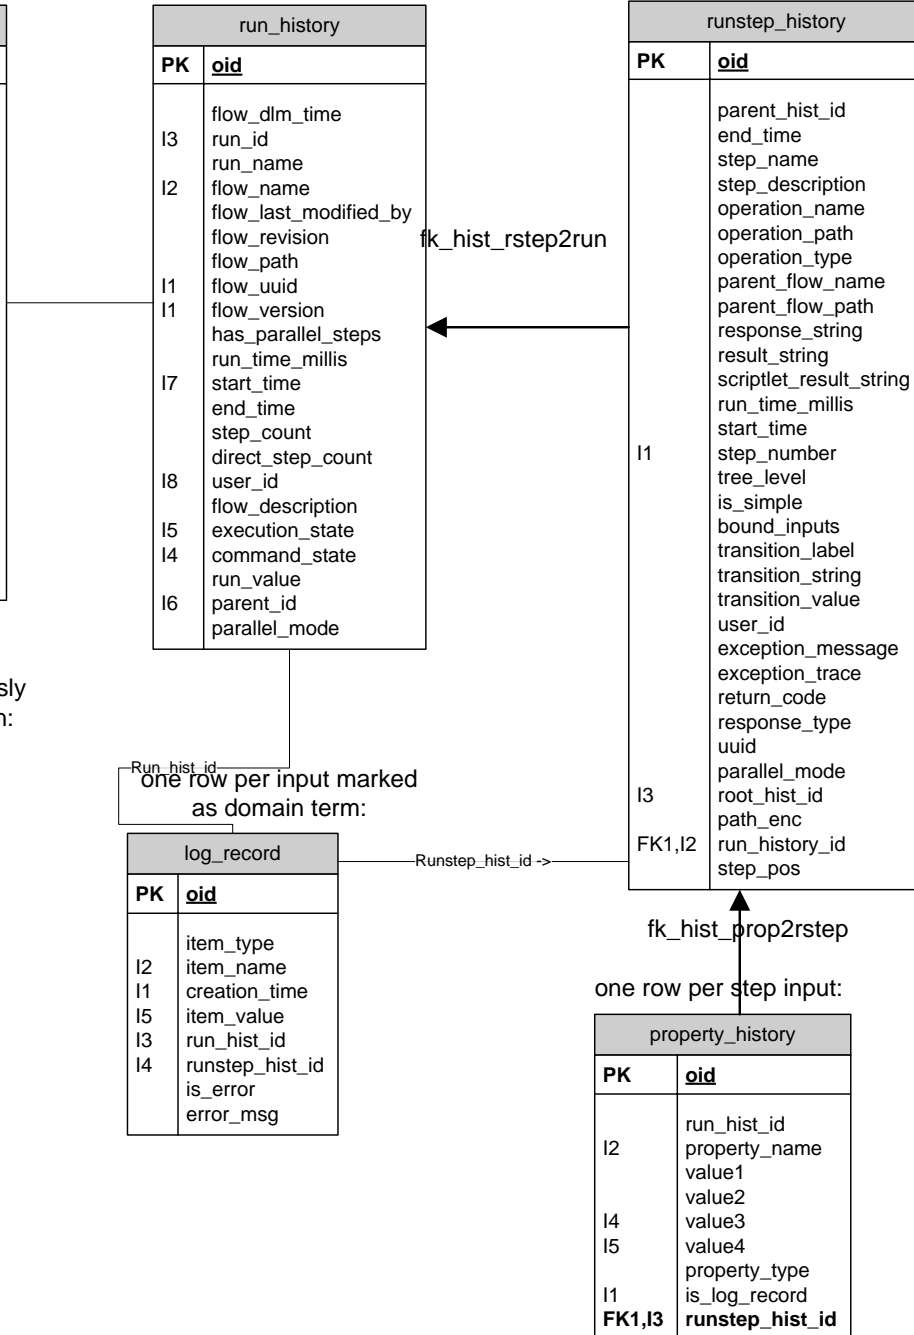 run_history
PK oid
flow_dlm_time
I3 run_id
run_name
I2 flow_name
flow_last_modified_by
flow_revision
flow_path
I1 flow_uuid
I1 flow_version
has_parallel_steps
run_time_millis
I7 start_time
end_time
step_count
direct_step_count
I8 user_id
flow_description
I5 execution_state
I4 command_state
run_value
I6 parent_id
parallel_mode
fk_hist_rstep2run
runstep_history
PK oid
parent_hist_id
end_time
step_name
step_description
operation_name
operation_path
operation_type
parent_flow_name
parent_flow_path
response_string
result_string
scriptlet_result_string
run_time_millis
start_time
I1 step_number
tree_level
is_simple
bound_inputs
transition_label
transition_string
transition_value
user_id
exception_message
exception_trace
return_code
response_type
uuid
parallel_mode
I3 root_hist_id
path_enc
FK1,I2 run_history_id
step_pos
sly
n:
Run_hist_id
one row per input marked
as domain term:
log_record
PK oid
item_type
I2 item_name
I1 creation_time
I5 item_value
I3 run_hist_id
I4 runstep_hist_id
is_error
error_msg
Runstep_hist_id ->
fk_hist_prop2rstep
one row per step input:
property_history
PK oid
run_hist_id
I2 property_name
value1
value2
I4 value3
I5 value4
property_type
I1 is_log_record
FK1,I3 runstep_hist_id